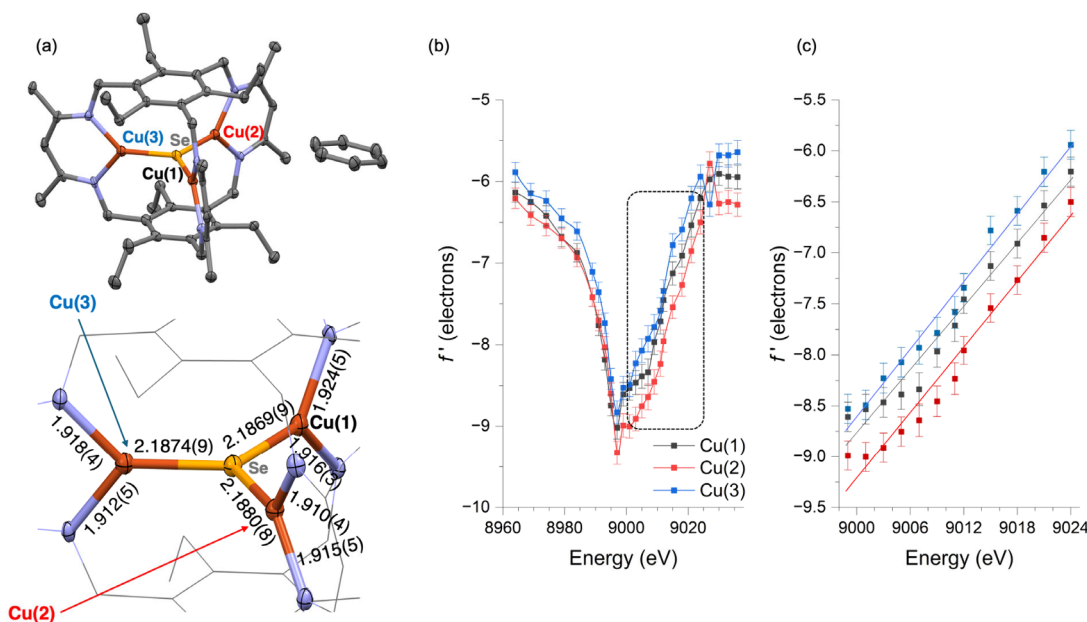 (a)
Cu(3)
Se
Cu(2)
Cu(1)
Cu(3)
1.924(5)
2.1869(9)
Cu(1)
1.918(4)
2.1874(9)
1.916(3)
Se
1.912(5)
2.1880(8)
1.910(4)
1.915(5)
Cu(2)
(b)
f' (electrons)
−5
−6
−7
−8
−9
−10
Cu(1)
Cu(2)
Cu(3)
8960 8980 9000 9020
Energy (eV)
(c)
f' (electrons)
−5.5
−6.0
−6.5
−7.0
−7.5
−8.0
−8.5
−9.0
−9.5
9000 9006 9012 9018 9024
Energy (eV)